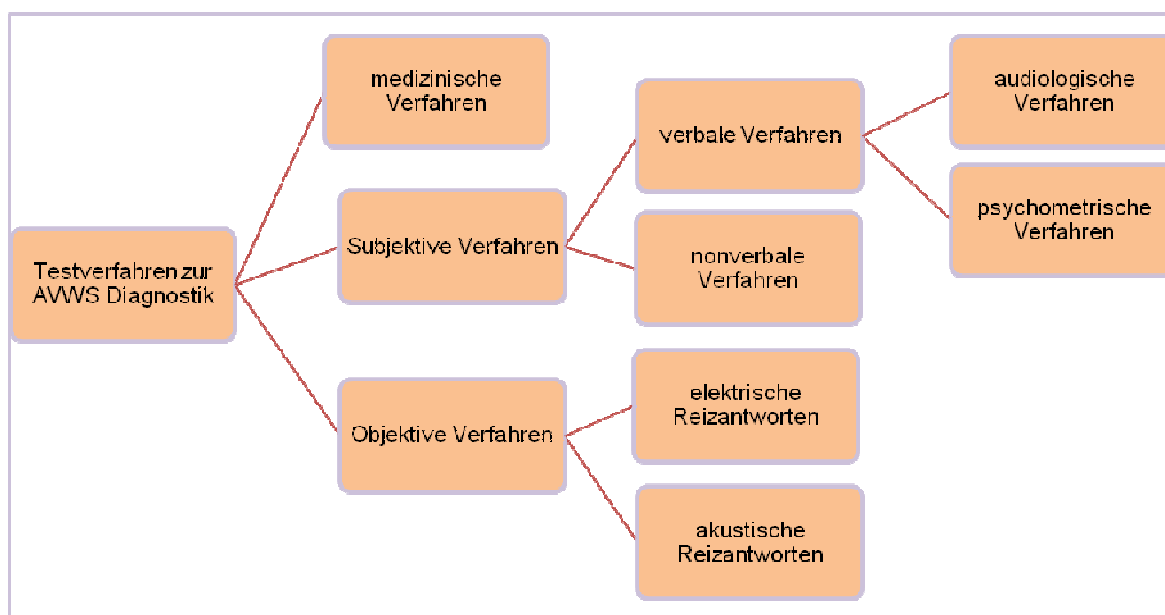 medizinische
Verfahren
audiologische
Verfahren
verbale Verfahren
psychometrische
Verfahren
Testverfahren zur
AVWS Diagnostik
Subjektive Verfahren
nonverbale
Verfahren
elektrische
Reizantworten
Objektive Verfahren
akustische
Reizantworten